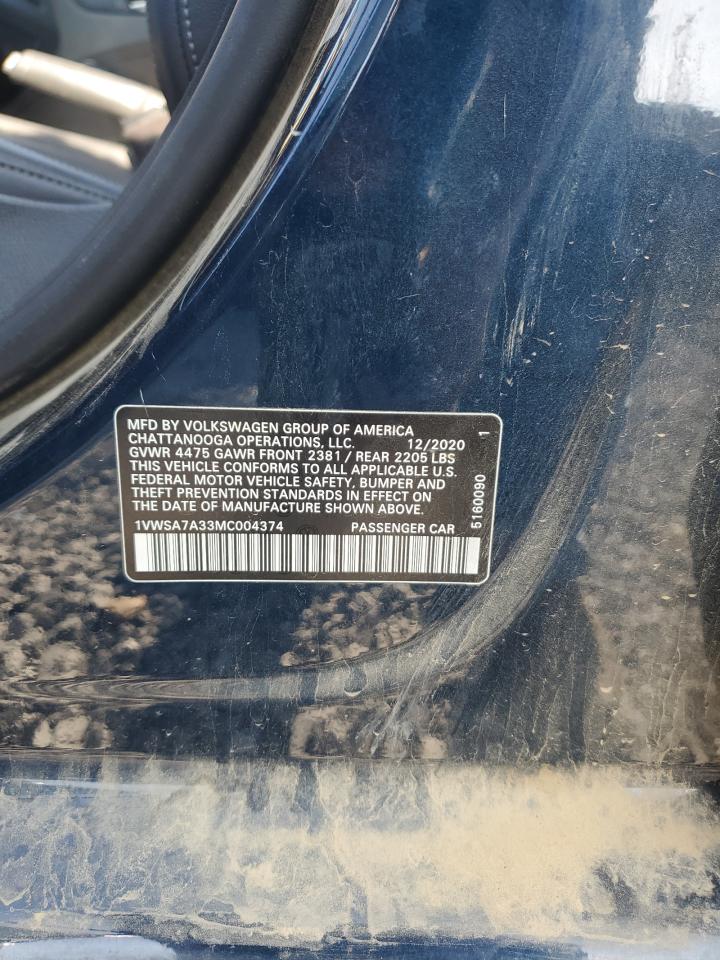 MFD BY VOLKSWAGEN GROUP OF AMERICA
CHATTANOOGA OPERATIONS, LLC. 12/2020
GVWR 4475 GAWR FRONT 2381 / REAR 2205 LBS
THIS VEHICLE CONFORMS TO ALL APPLICABLE U.S.
FEDERAL MOTOR VEHICLE SAFETY, BUMPER AND
THEFT PREVENTION STANDARDS IN EFFECT ON
THE DATE OF MANUFACTURE SHOWN ABOVE.
1VWSA7A33MC004374 PASSENGER CAR
5160090 1